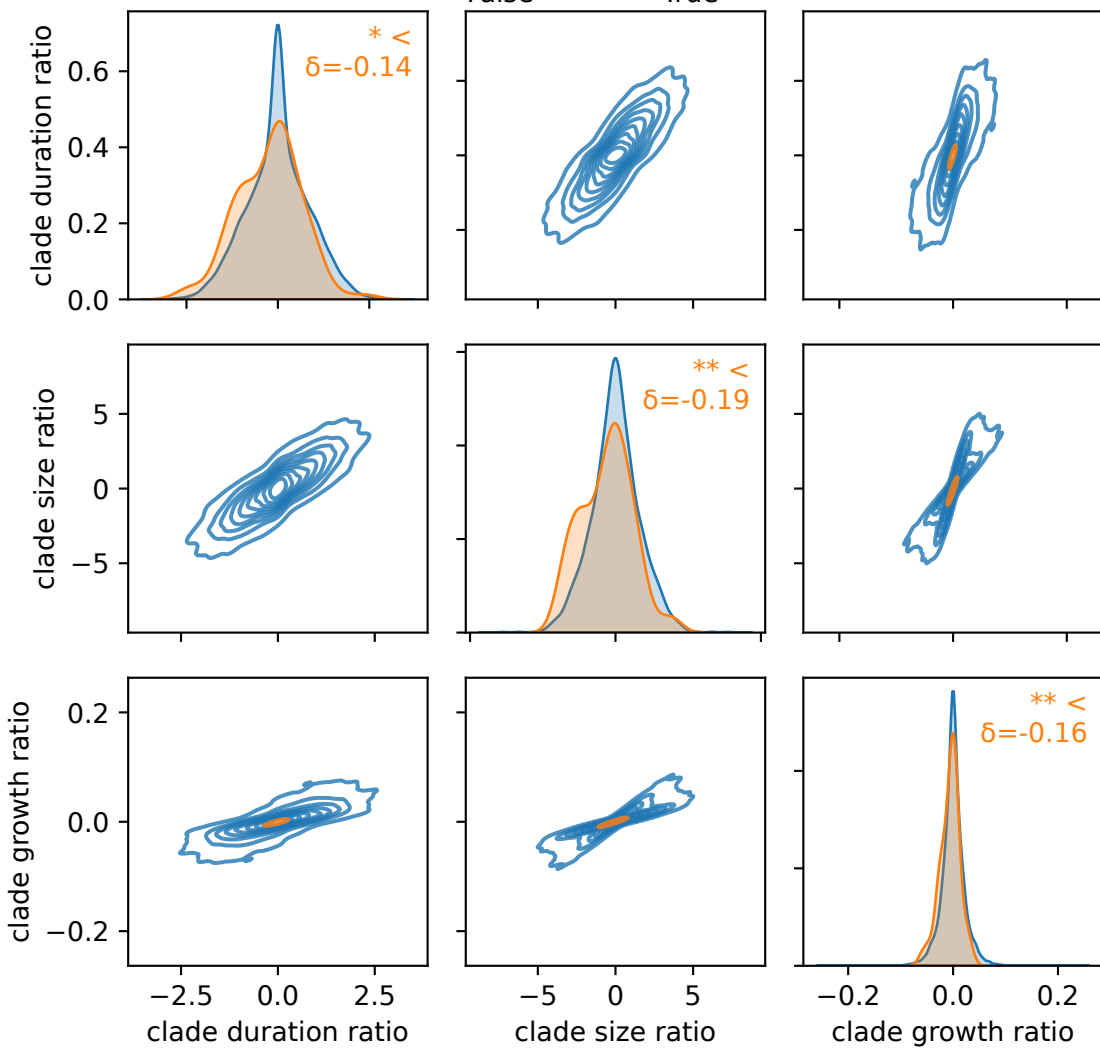 clade duration ratio
0.6
0.4
0.2
0.0
* <
δ=-0.14
clade size ratio
5
0
−5
** <
δ=-0.19
clade growth ratio
0.2
0.0
−0.2
** <
δ=-0.16
−2.5 0.0 2.5
−5 0 5
−0.2 0.0 0.2
clade duration ratio
clade size ratio
clade growth ratio